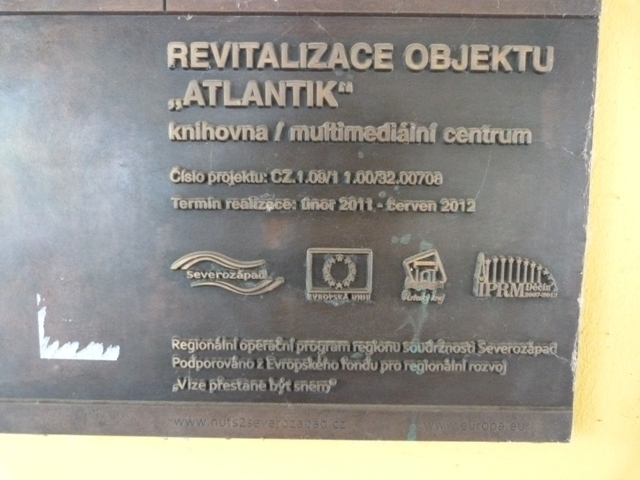 REVITALIZACE OBJEKTU
„ATLANTIK“
knihovna / multimediální centrum
Číslo projektu: CZ.1.09/1 1.00/32.00708
Termín realizace: únor 2011 - červen 2012
Severozápad
EVROPSKÁ UNIE
Ústecký kraj
IPRM Děčín
2007-2013
Regionální operační program regionu soudržnosti Severozápad
Podporováno z Evropského fondu pro regionální rozvoj
„Vize přestane být snem“
www.nuts2severozapad.cz
www.europa.eu